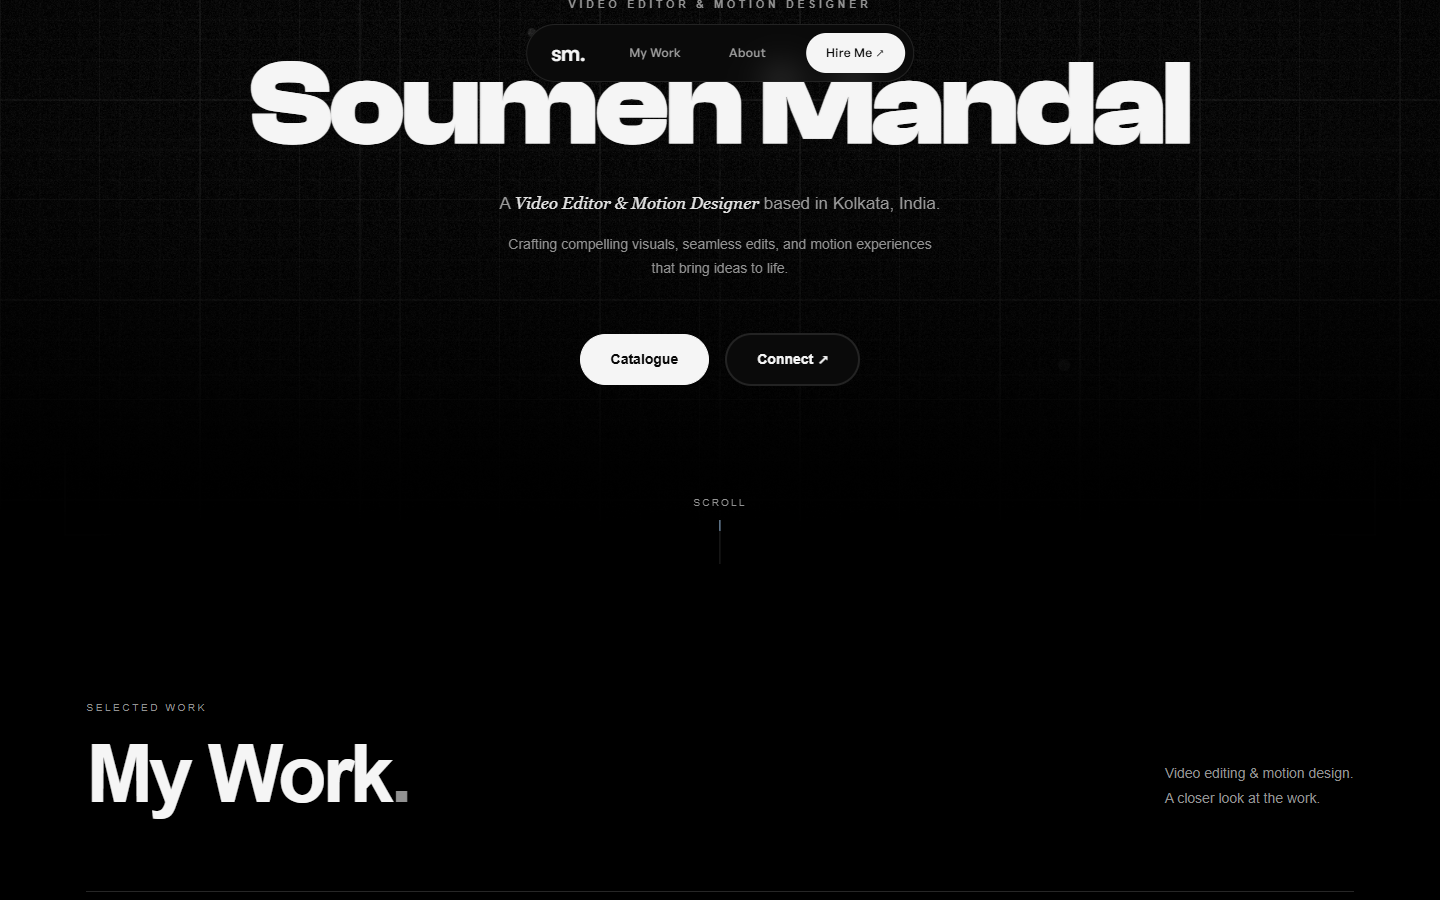 VIDEO EDITOR & MOTION DESIGNER
sm. My Work About Hire Me ↗
Soumen Mandal
A Video Editor & Motion Designer based in Kolkata, India.
Crafting compelling visuals, seamless edits, and motion experiences
that bring ideas to life.
Catalogue Connect ↗
SCROLL
SELECTED WORK
My Work.
Video editing & motion design.
A closer look at the work.